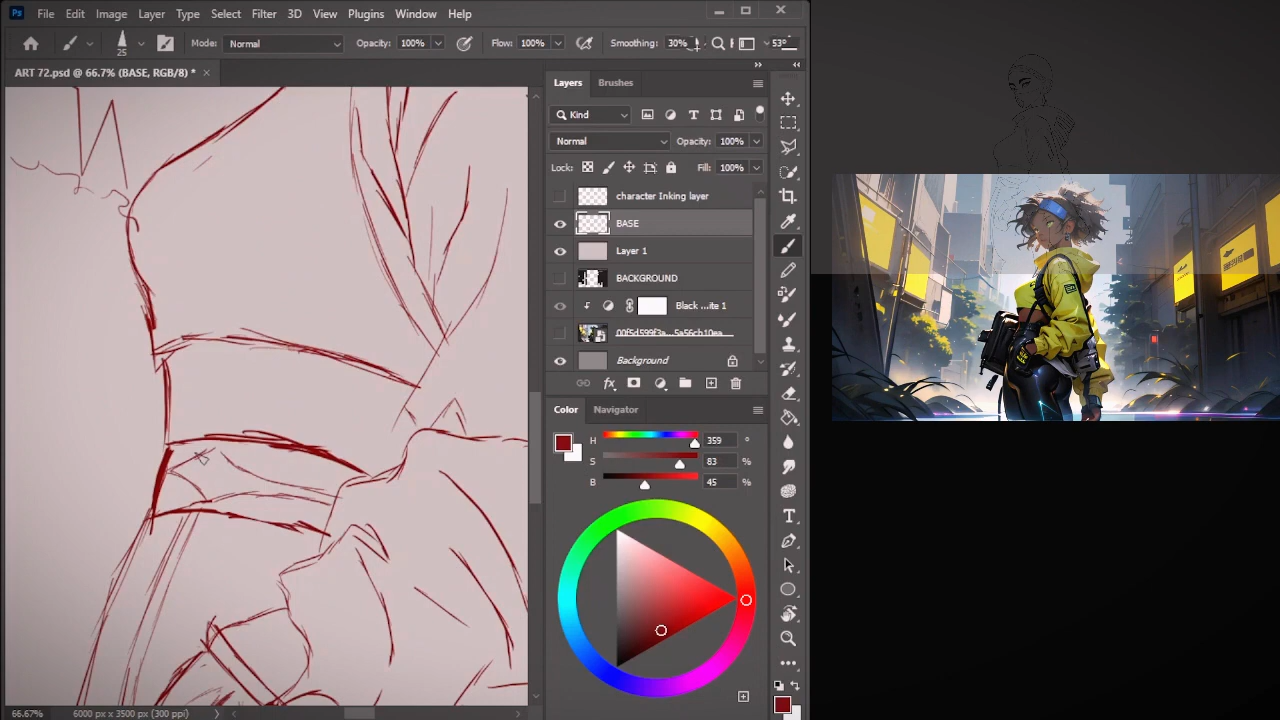 Ps File Edit Image Layer Type Select Filter 3D View Plugins Window Help
25 Mode: Normal Opacity: 100% Flow: 100% Smoothing: 30% 53°
ART 72.psd @ 66.7% (BASE, RGB/8) * ×
Layers Brushes
Kind
Normal Opacity: 100%
Lock: Fill: 100%
character Inking layer
BASE
Layer 1
BACKGROUND
Black ...ite 1
Background
Color Navigator
H 359 °
S 83 %
B 45 %
66.67% 6000 px x 3500 px (300 ppi)